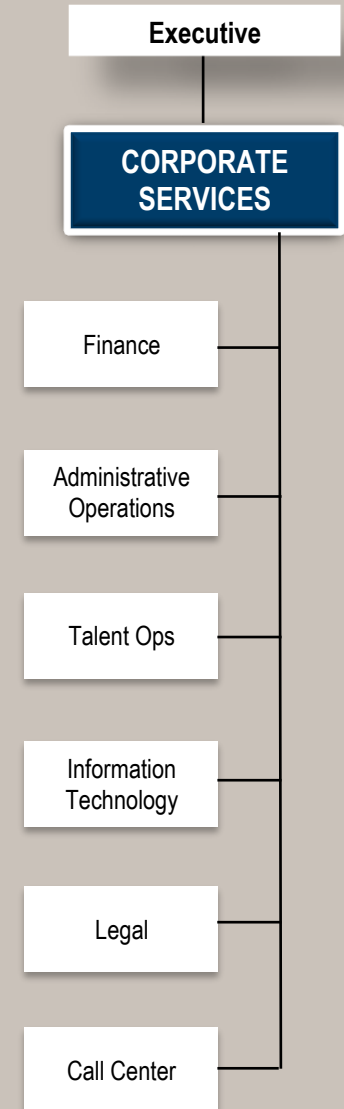 Executive
CORPORATE
SERVICES
Finance
Administrative
Operations
Talent Ops
Information
Technology
Legal
Call Center